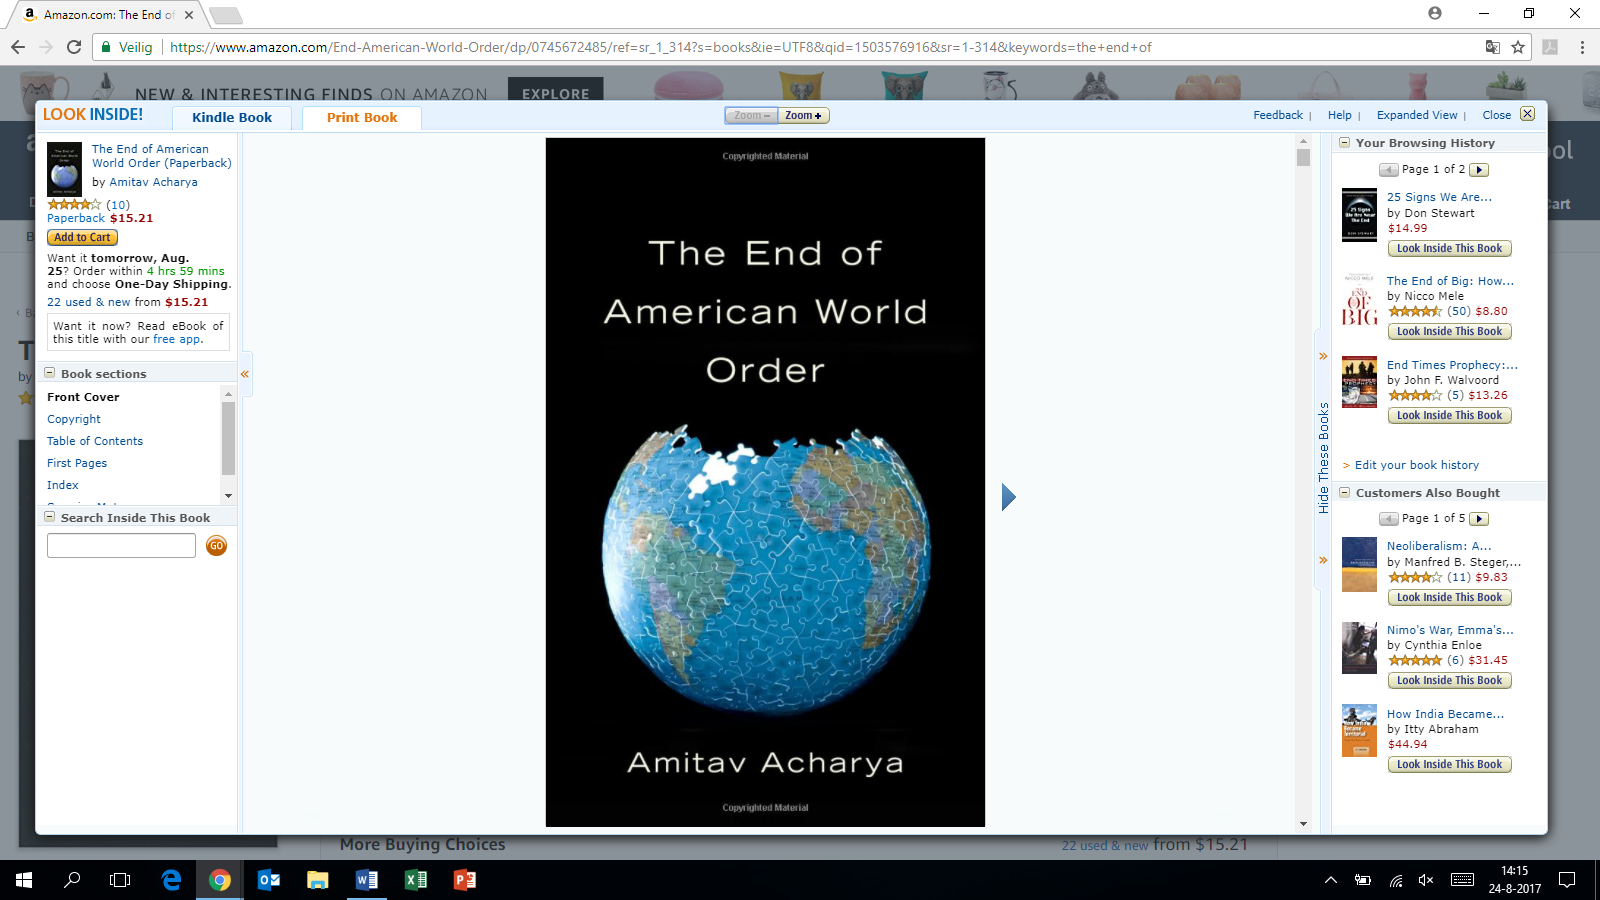 Amazon.com: The End of
Veilig
https://www.amazon.com/End-American-World-Order/dp/0745672485/ref=sr_1_314?s=books&ie=UTF8&qid=1503576916&sr=1-314&keywords=the+end+of
NEW & INTERESTING FINDS ON AMAZON
EXPLORE
LOOK INSIDE!
Kindle Book
Print Book
Zoom −
Zoom +
Feedback |
Help |
Expanded View |
Close
The End of American
World Order (Paperback)
by Amitav Acharya
(10)
Paperback $15.21
Add to Cart
Want it tomorrow, Aug.
25? Order within 4 hrs 59 mins
and choose One-Day Shipping.
22 used & new from $15.21
Want it now? Read eBook of
this title with our free app.
Book sections
Front Cover
Copyright
Table of Contents
First Pages
Index
Search Inside This Book
GO
Copyrighted Material
The End of
American World
Order
Amitav Acharya
Copyrighted Material
Hide These Books
Your Browsing History
Page 1 of 2
25 Signs We Are...
by Don Stewart
$14.99
Look Inside This Book
The End of Big: How...
by Nicco Mele
(50) $8.80
Look Inside This Book
End Times Prophecy:...
by John F. Walvoord
(5) $13.26
Look Inside This Book
> Edit your book history
Customers Also Bought
Page 1 of 5
Neoliberalism: A...
by Manfred B. Steger,...
(11) $9.83
Look Inside This Book
Nimo's War, Emma's...
by Cynthia Enloe
(6) $31.45
Look Inside This Book
How India Became...
by Itty Abraham
$44.94
Look Inside This Book
More Buying Choices
22 used & new from $15.21
14:15
24-8-2017